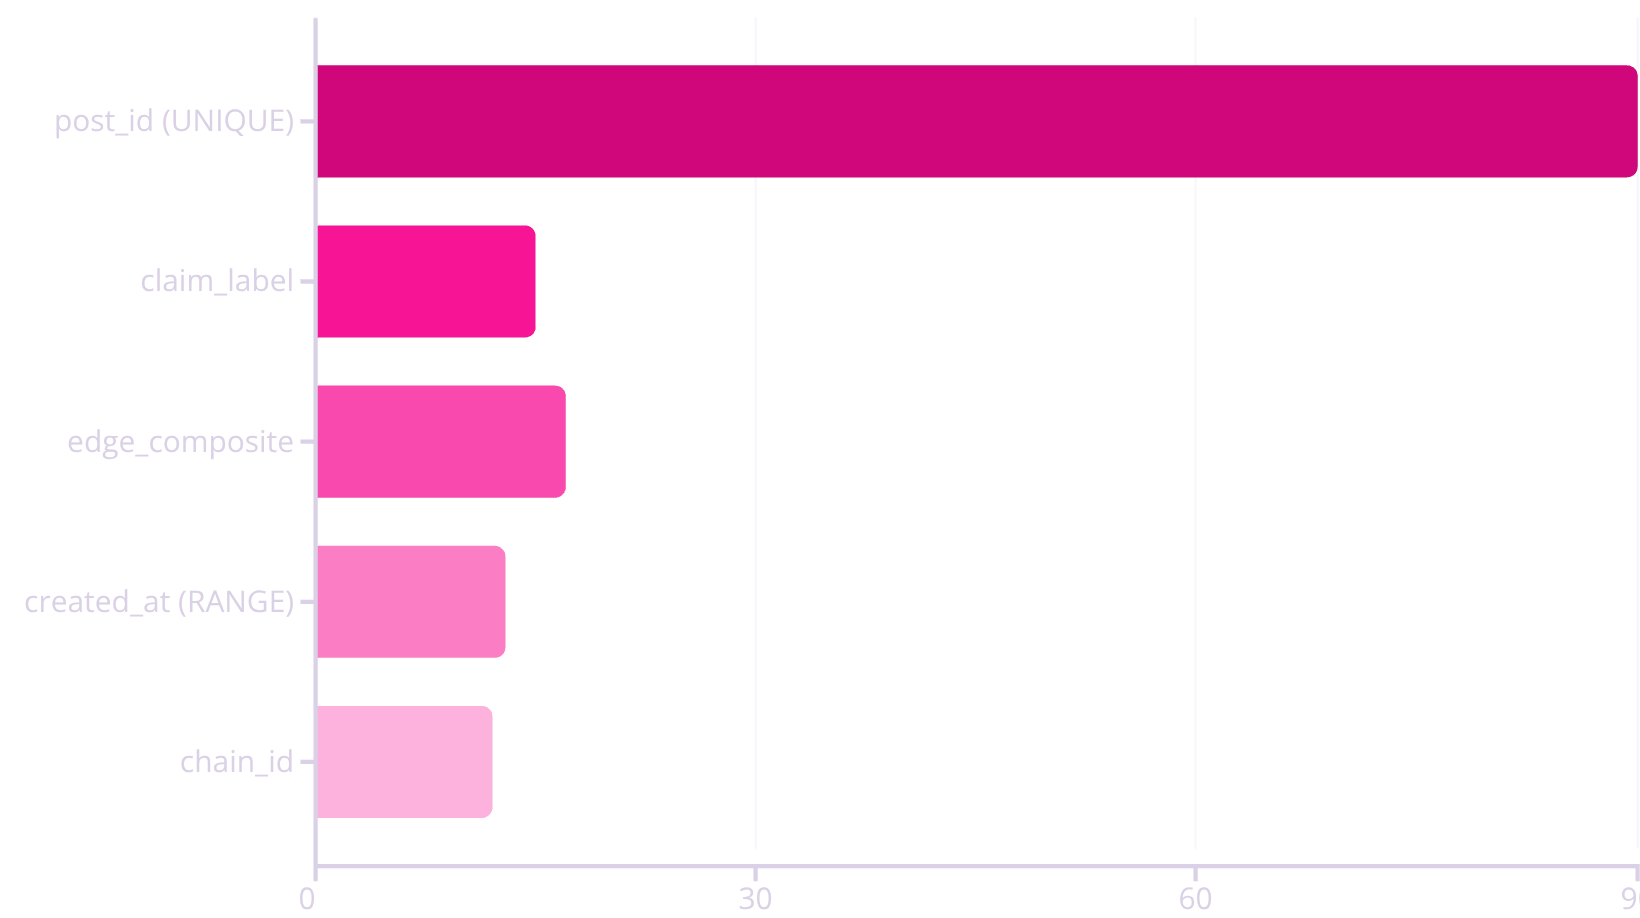 post_id (UNIQUE)
claim_label
edge_composite
created_at (RANGE)
chain_id
0 30 60